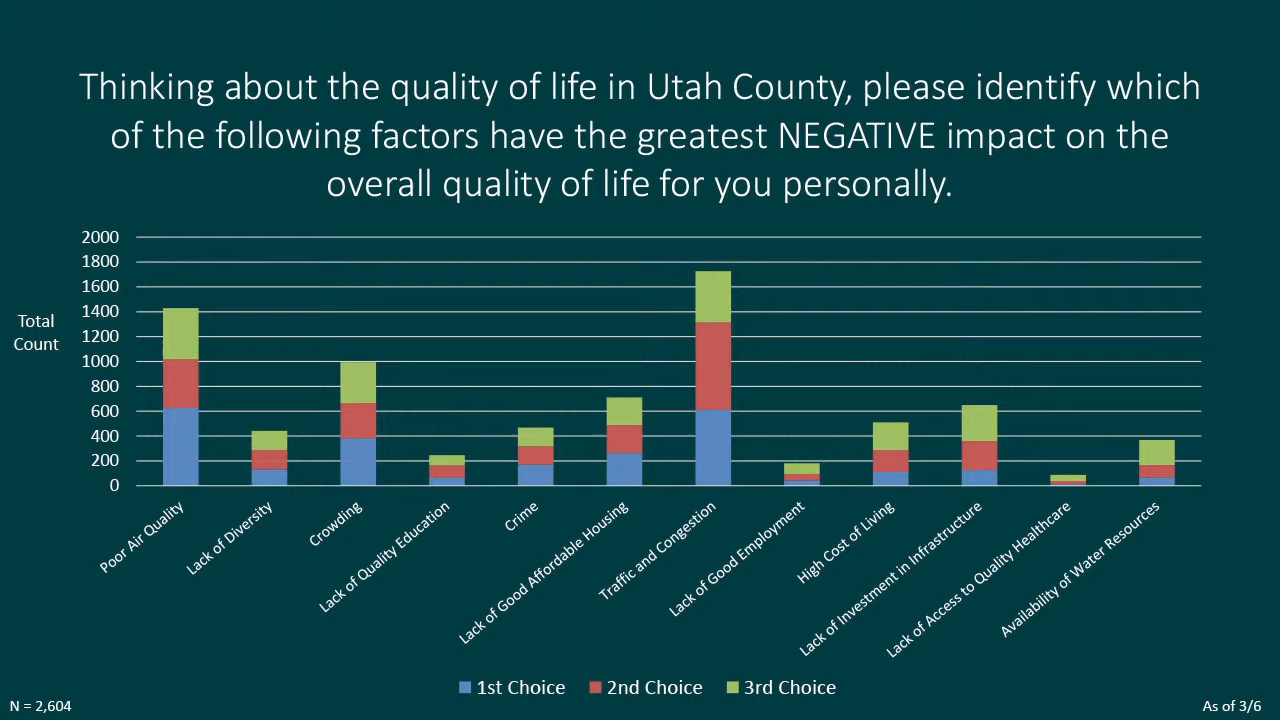 Thinking about the quality of life in Utah County, please identify which
of the following factors have the greatest NEGATIVE impact on the
overall quality of life for you personally.
2000
1800
1600
1400
1200
1000
800
600
400
200
0
Total
Count
Poor Air Quality
Lack of Diversity
Crowding
Lack of Quality Education
Crime
Lack of Good Affordable Housing
Traffic and Congestion
Lack of Good Employment
High Cost of Living
Lack of Investment in Infrastructure
Lack of Access to Quality Healthcare
Availability of Water Resources
1st Choice
2nd Choice
3rd Choice
N = 2,604
As of 3/6